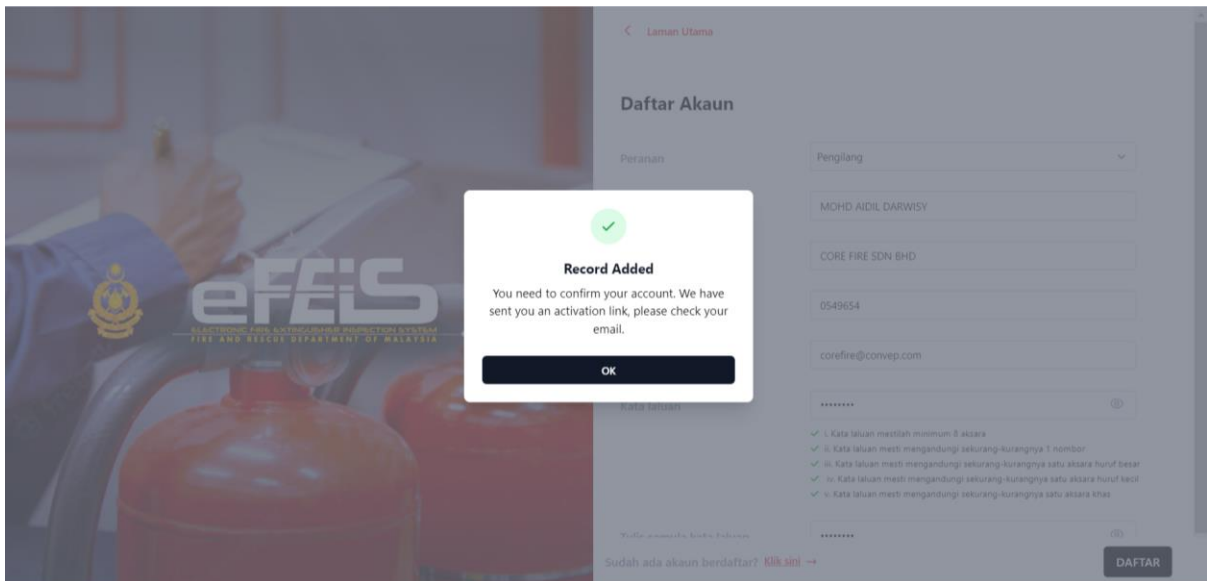 Laman Utama
Daftar Akaun
Peranan
Pengilang
MOHD AIDIL DARWISY
CORE FIRE SDN BHD
0549654
corefire@convep.com
Kata laluan
••••••••
i. Kata laluan mestilah minimum 8 aksara
ii. Kata laluan mesti mengandungi sekurang-kurangnya 1 nombor
iii. Kata laluan mesti mengandungi sekurang-kurangnya satu aksara huruf besar
iv. Kata laluan mesti mengandungi sekurang-kurangnya satu aksara huruf kecil
v. Kata laluan mesti mengandungi sekurang-kurangnya satu aksara khas
Tulis semula kata laluan
••••••••
Sudah ada akaun berdaftar? Klik sini →
DAFTAR
Record Added
You need to confirm your account. We have
sent you an activation link, please check your
email.
OK
eFEiS
ELECTRONIC FIRE EXTINGUISHER INSPECTION SYSTEM
FIRE AND RESCUE DEPARTMENT OF MALAYSIA